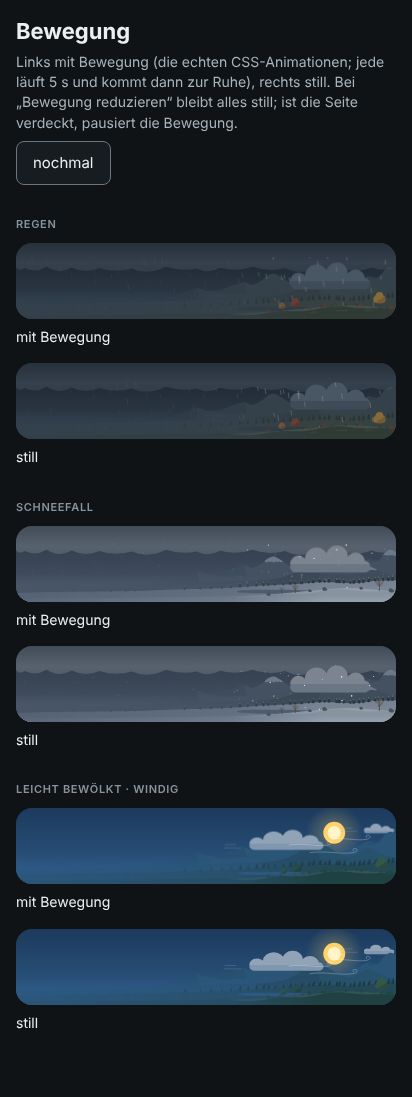 Bewegung
Links mit Bewegung (die echten CSS-Animationen; jede
läuft 5 s und kommt dann zur Ruhe), rechts still. Bei
„Bewegung reduzieren“ bleibt alles still; ist die Seite
verdeckt, pausiert die Bewegung.
nochmal
REGEN
mit Bewegung
still
SCHNEEFALL
mit Bewegung
still
LEICHT BEWÖLKT · WINDIG
mit Bewegung
still